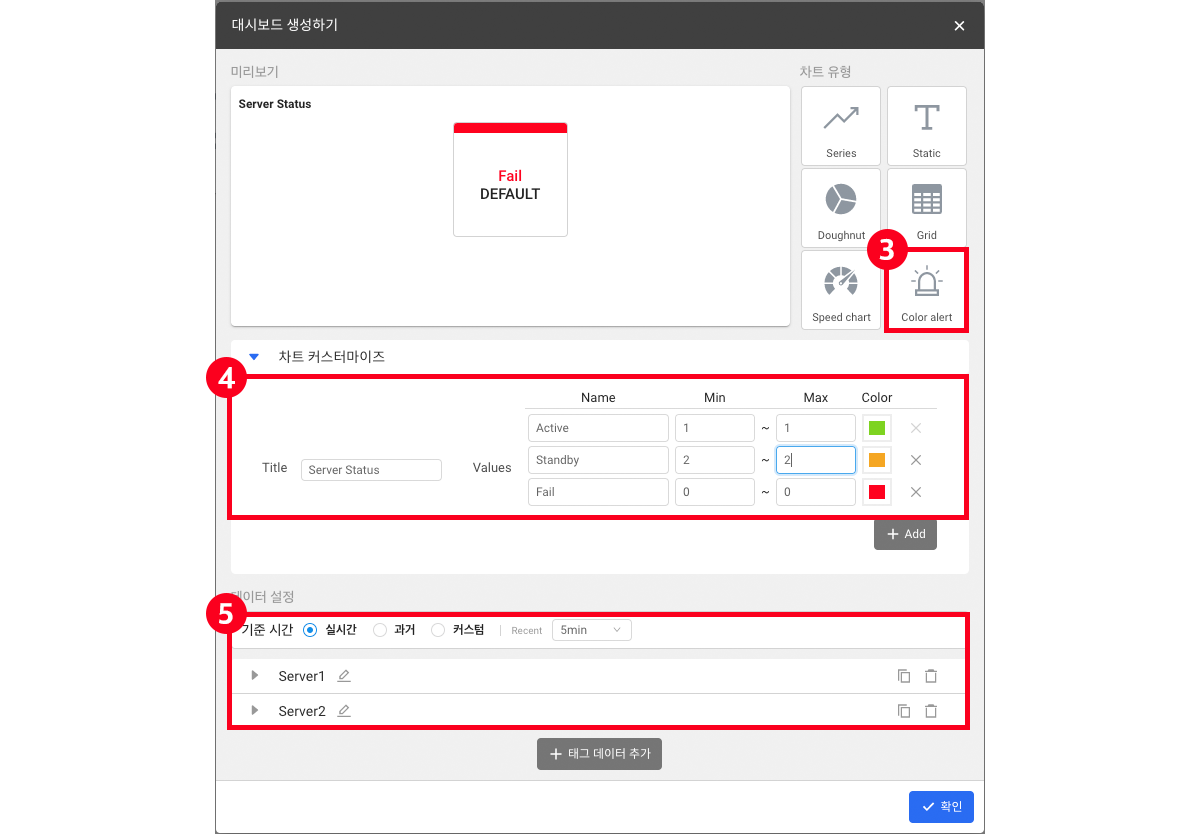 대시보드 생성하기
미리보기
차트 유형
Server Status
Fail
DEFAULT
Series
Static
Doughnut
Grid
3
Speed chart
Color alert
차트 커스터마이즈
4
Name Min Max Color
Title Server Status
Values
Active 1 ~ 1
Standby 2 ~ 2
Fail 0 ~ 0
+ Add
데이터 설정
5
기준 시간 실시간 과거 커스텀 | Recent 5min
Server1
Server2
+ 태그 데이터 추가
확인